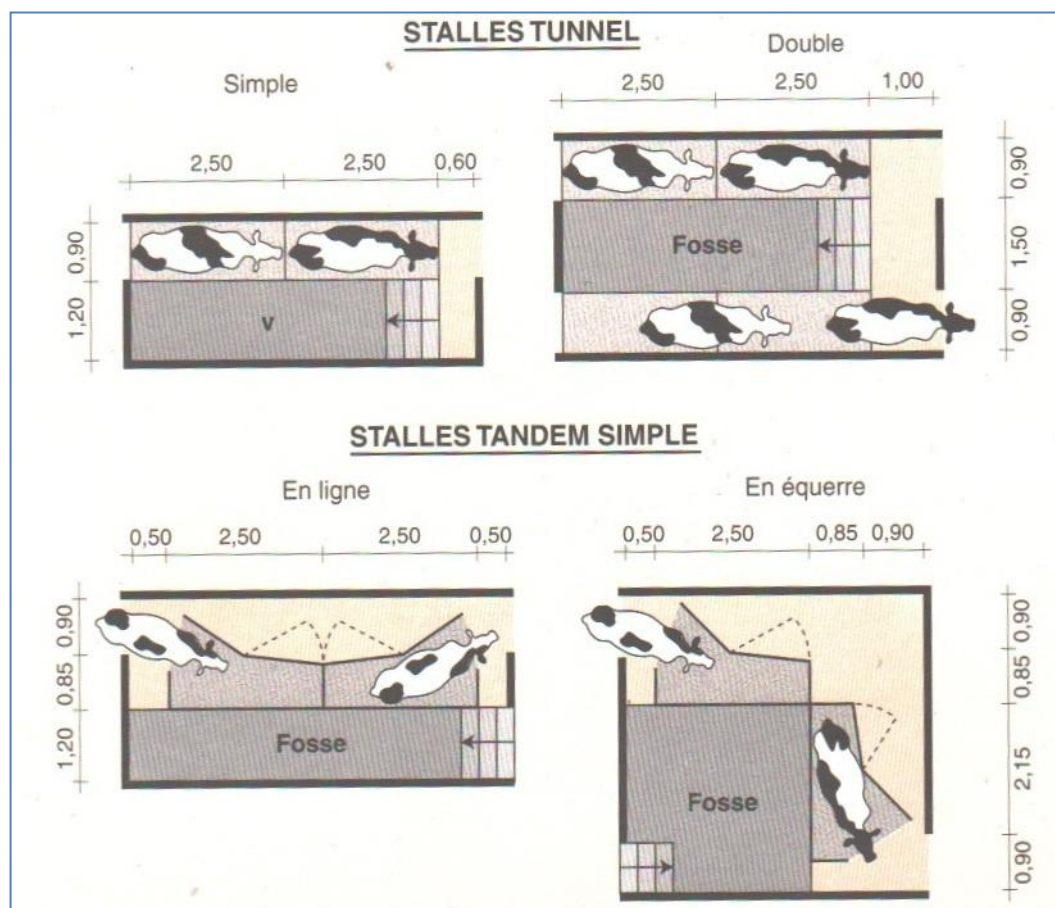 STALLES TUNNEL
Simple
Double
2,50 2,50 1,00
2,50 2,50 0,60
0,90
1,20
v
Fosse
0,90
1,50
0,90
STALLES TANDEM SIMPLE
En ligne
En équerre
0,50 2,50 2,50 0,50
0,50 2,50 0,85 0,90
0,90
0,85
1,20
Fosse
Fosse
0,90
0,85
2,15
0,90